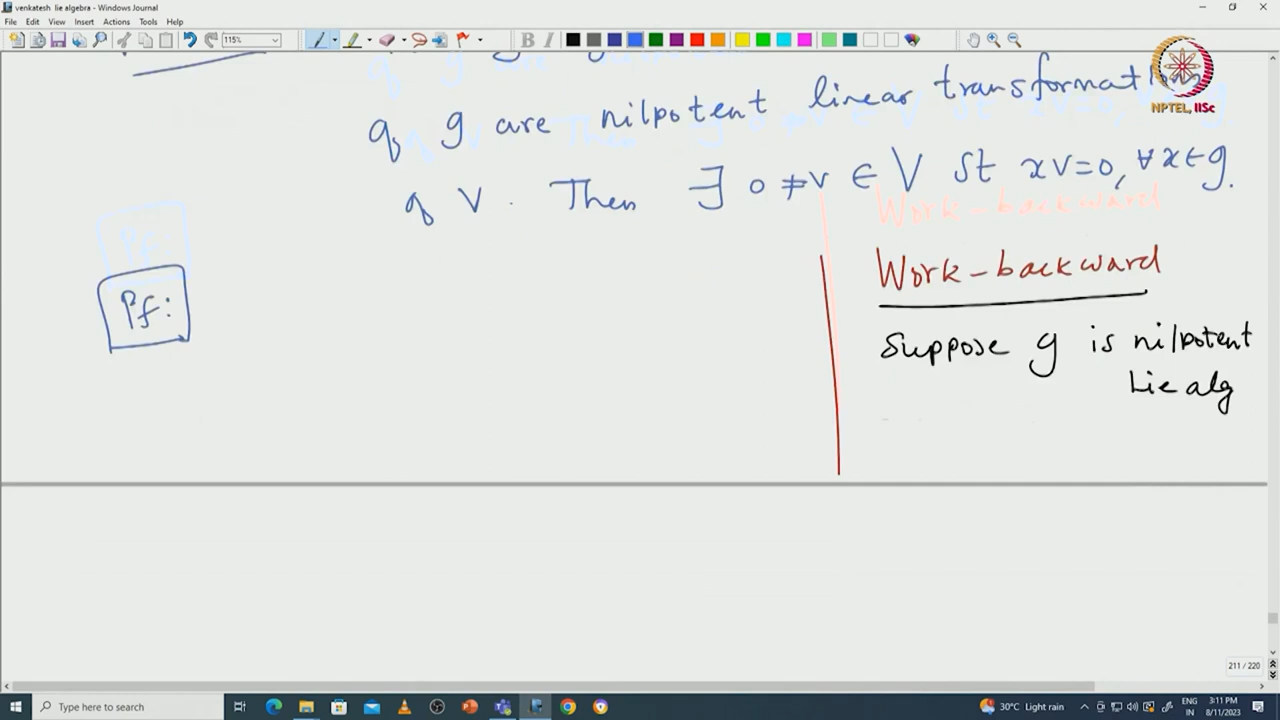 venkatesh lie algebra - Windows Journal
File Edit View Insert Actions Tools Help
115%
NPTEL, IISc
of g are nilpotent linear transformations
of V. Then ∃ 0 ≠ v ∈ V St xv=0, ∀ x ∈ g.
Work-backward
Pf:
Suppose g is nilpotent
Lie alg
211 / 220
Type here to search
30°C Light rain
ENG
IN
3:11 PM
8/11/2023